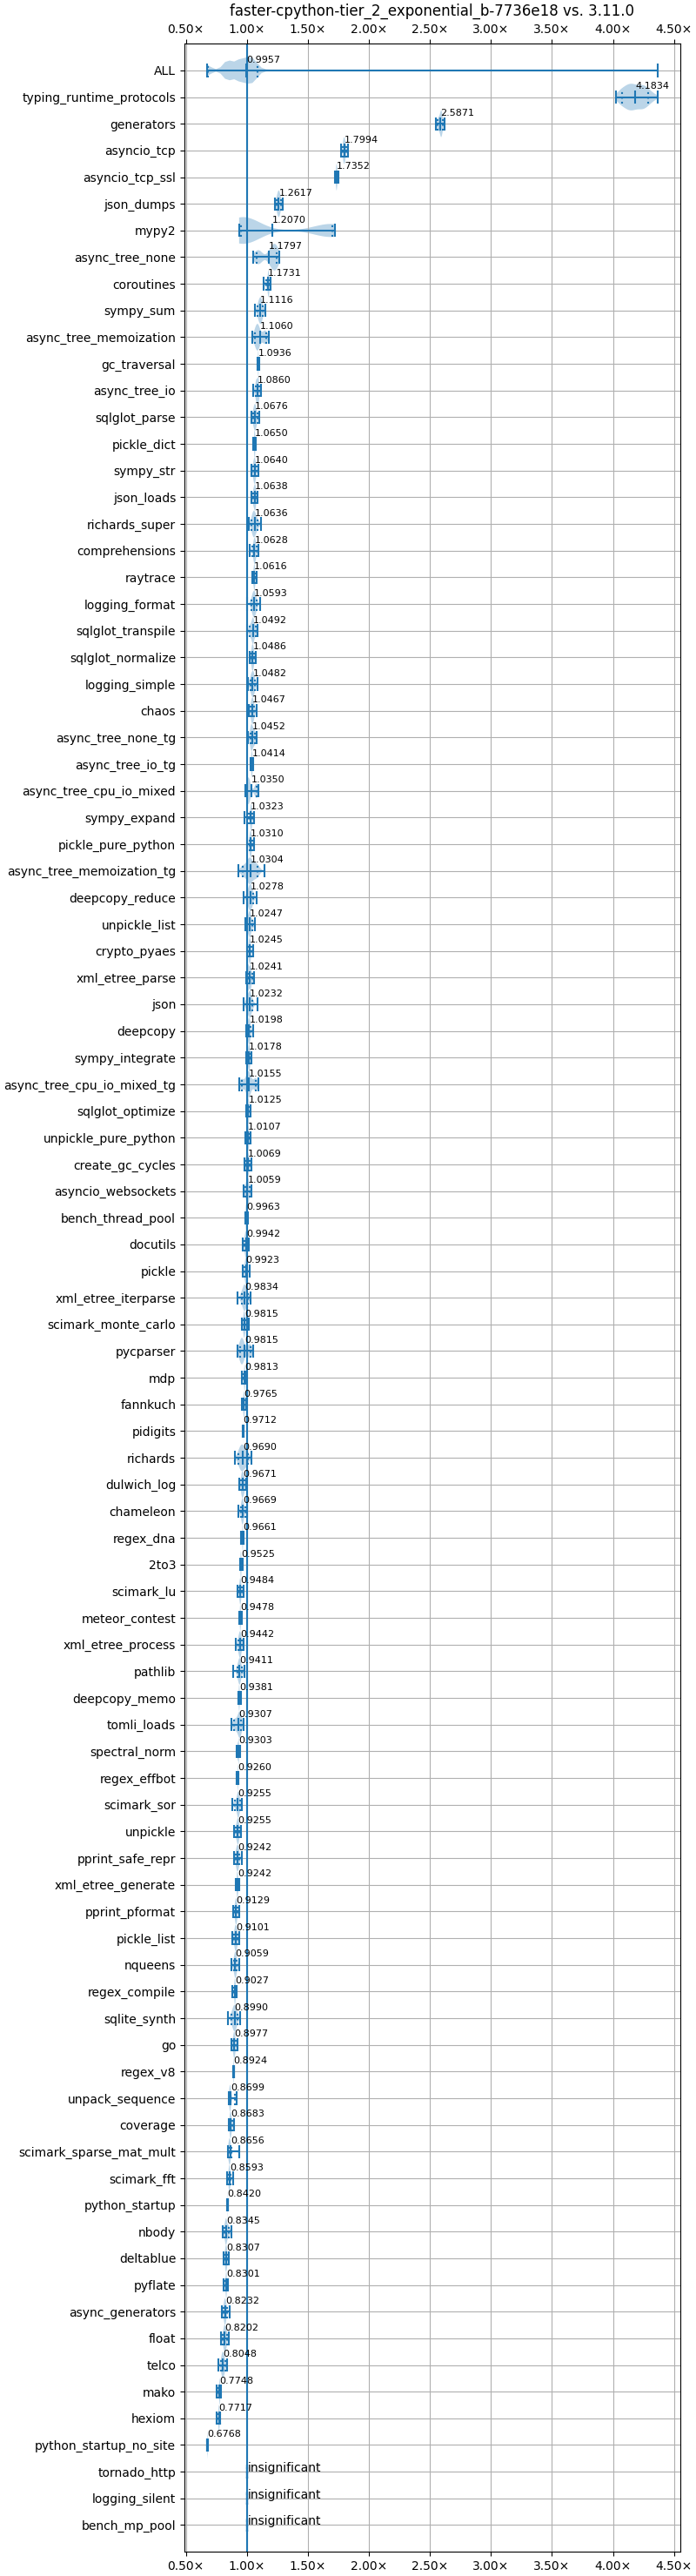 faster-cpython-tier_2_exponential_b-7736e18 vs. 3.11.0
0.50× 1.00× 1.50× 2.00× 2.50× 3.00× 3.50× 4.00× 4.50×
ALL 0.9957
typing_runtime_protocols 4.1834
generators 2.5871
asyncio_tcp 1.7994
asyncio_tcp_ssl 1.7352
json_dumps 1.2617
mypy2 1.2070
async_tree_none 1.1797
coroutines 1.1731
sympy_sum 1.1116
async_tree_memoization 1.1060
gc_traversal 1.0936
async_tree_io 1.0860
sqlglot_parse 1.0676
pickle_dict 1.0650
sympy_str 1.0640
json_loads 1.0638
richards_super 1.0636
comprehensions 1.0628
raytrace 1.0616
logging_format 1.0593
sqlglot_transpile 1.0492
sqlglot_normalize 1.0486
logging_simple 1.0482
chaos 1.0467
async_tree_none_tg 1.0452
async_tree_io_tg 1.0414
async_tree_cpu_io_mixed 1.0350
sympy_expand 1.0323
pickle_pure_python 1.0310
async_tree_memoization_tg 1.0304
deepcopy_reduce 1.0278
unpickle_list 1.0247
crypto_pyaes 1.0245
xml_etree_parse 1.0241
json 1.0232
deepcopy 1.0198
sympy_integrate 1.0178
async_tree_cpu_io_mixed_tg 1.0155
sqlglot_optimize 1.0125
unpickle_pure_python 1.0107
create_gc_cycles 1.0069
asyncio_websockets 1.0059
bench_thread_pool 0.9963
docutils 0.9942
pickle 0.9923
xml_etree_iterparse 0.9834
scimark_monte_carlo 0.9815
pycparser 0.9815
mdp 0.9813
fannkuch 0.9765
pidigits 0.9712
richards 0.9690
dulwich_log 0.9671
chameleon 0.9669
regex_dna 0.9661
2to3 0.9525
scimark_lu 0.9484
meteor_contest 0.9478
xml_etree_process 0.9442
pathlib 0.9411
deepcopy_memo 0.9381
tomli_loads 0.9307
spectral_norm 0.9303
regex_effbot 0.9260
scimark_sor 0.9255
unpickle 0.9255
pprint_safe_repr 0.9242
xml_etree_generate 0.9242
pprint_pformat 0.9129
pickle_list 0.9101
nqueens 0.9059
regex_compile 0.9027
sqlite_synth 0.8990
go 0.8977
regex_v8 0.8924
unpack_sequence 0.8699
coverage 0.8683
scimark_sparse_mat_mult 0.8656
scimark_fft 0.8593
python_startup 0.8420
nbody 0.8345
deltablue 0.8307
pyflate 0.8301
async_generators 0.8232
float 0.8202
telco 0.8048
mako 0.7748
hexiom 0.7717
python_startup_no_site 0.6768
tornado_http insignificant
logging_silent insignificant
bench_mp_pool insignificant
0.50× 1.00× 1.50× 2.00× 2.50× 3.00× 3.50× 4.00× 4.50×